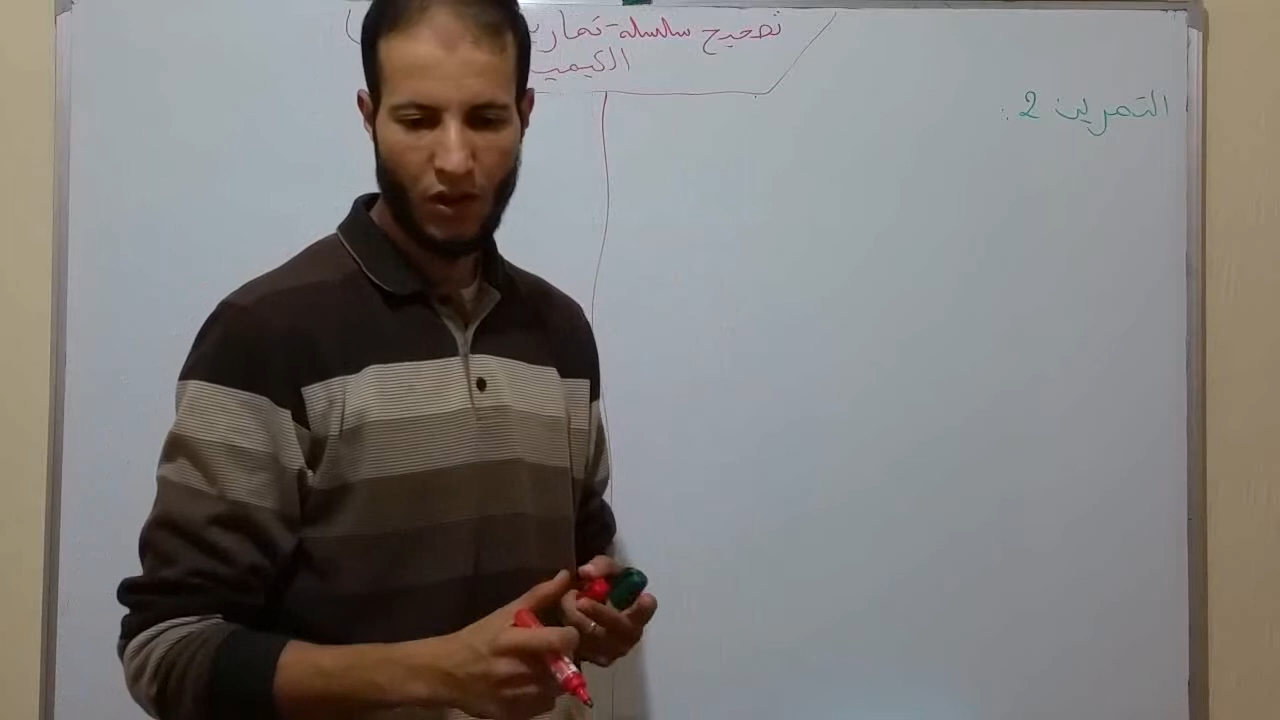 تصحيح سلسلة - تمارين
الكيمياء
التمرين 2 :